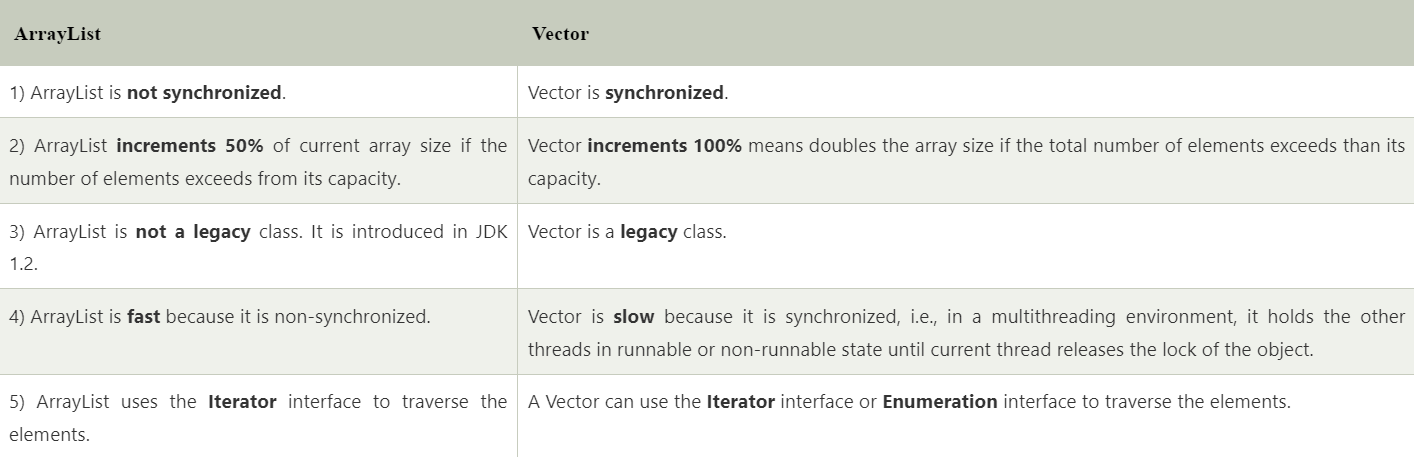 ArrayList
Vector
1) ArrayList is not synchronized.
Vector is synchronized.
2) ArrayList increments 50% of current array size if the
number of elements exceeds from its capacity.
Vector increments 100% means doubles the array size if the total number of elements exceeds than its
capacity.
3) ArrayList is not a legacy class. It is introduced in JDK
1.2.
Vector is a legacy class.
4) ArrayList is fast because it is non-synchronized.
Vector is slow because it is synchronized, i.e., in a multithreading environment, it holds the other
threads in runnable or non-runnable state until current thread releases the lock of the object.
5) ArrayList uses the Iterator interface to traverse the
elements.
A Vector can use the Iterator interface or Enumeration interface to traverse the elements.